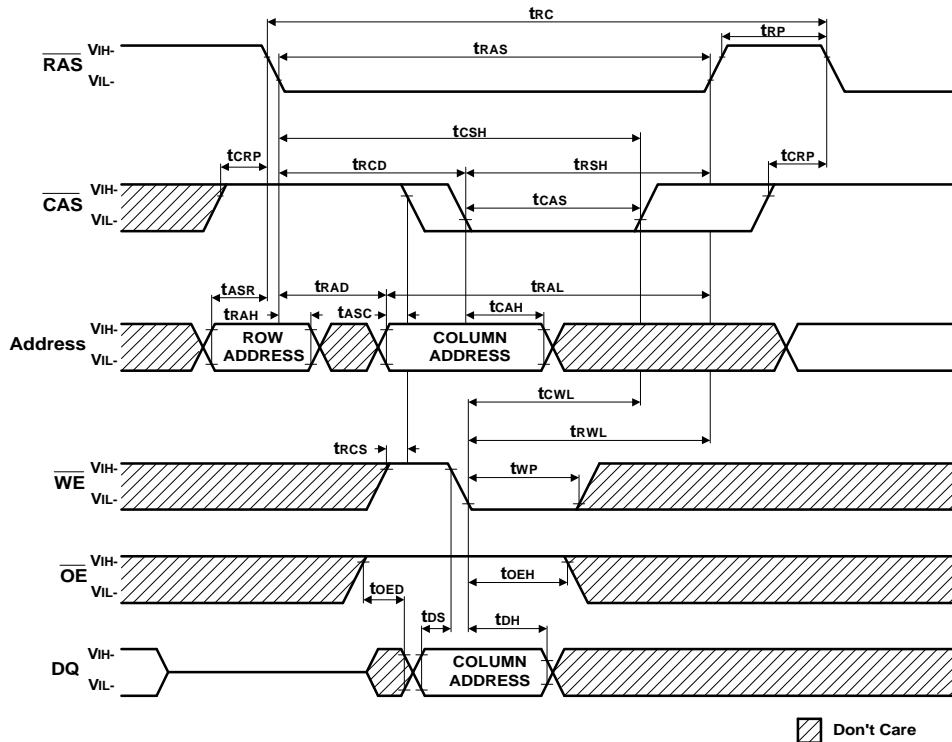 tRC
tRP
VIH-
RAS
VIL-
tRAS
tCSH
tCRP
tRCD
tRSH
tCRP
VIH-
CAS
VIL-
tCAS
tASR
tRAD
tRAL
tRAH
tASC
tCAH
VIH-
Address
VIL-
ROW
ADDRESS
COLUMN
ADDRESS
tCWL
tRWL
tRCS
VIH-
WE
VIL-
tWP
VIH-
OE
VIL-
tOEH
tOED
tDS
tDH
VIH-
DQ
VIL-
COLUMN
ADDRESS
Don't Care